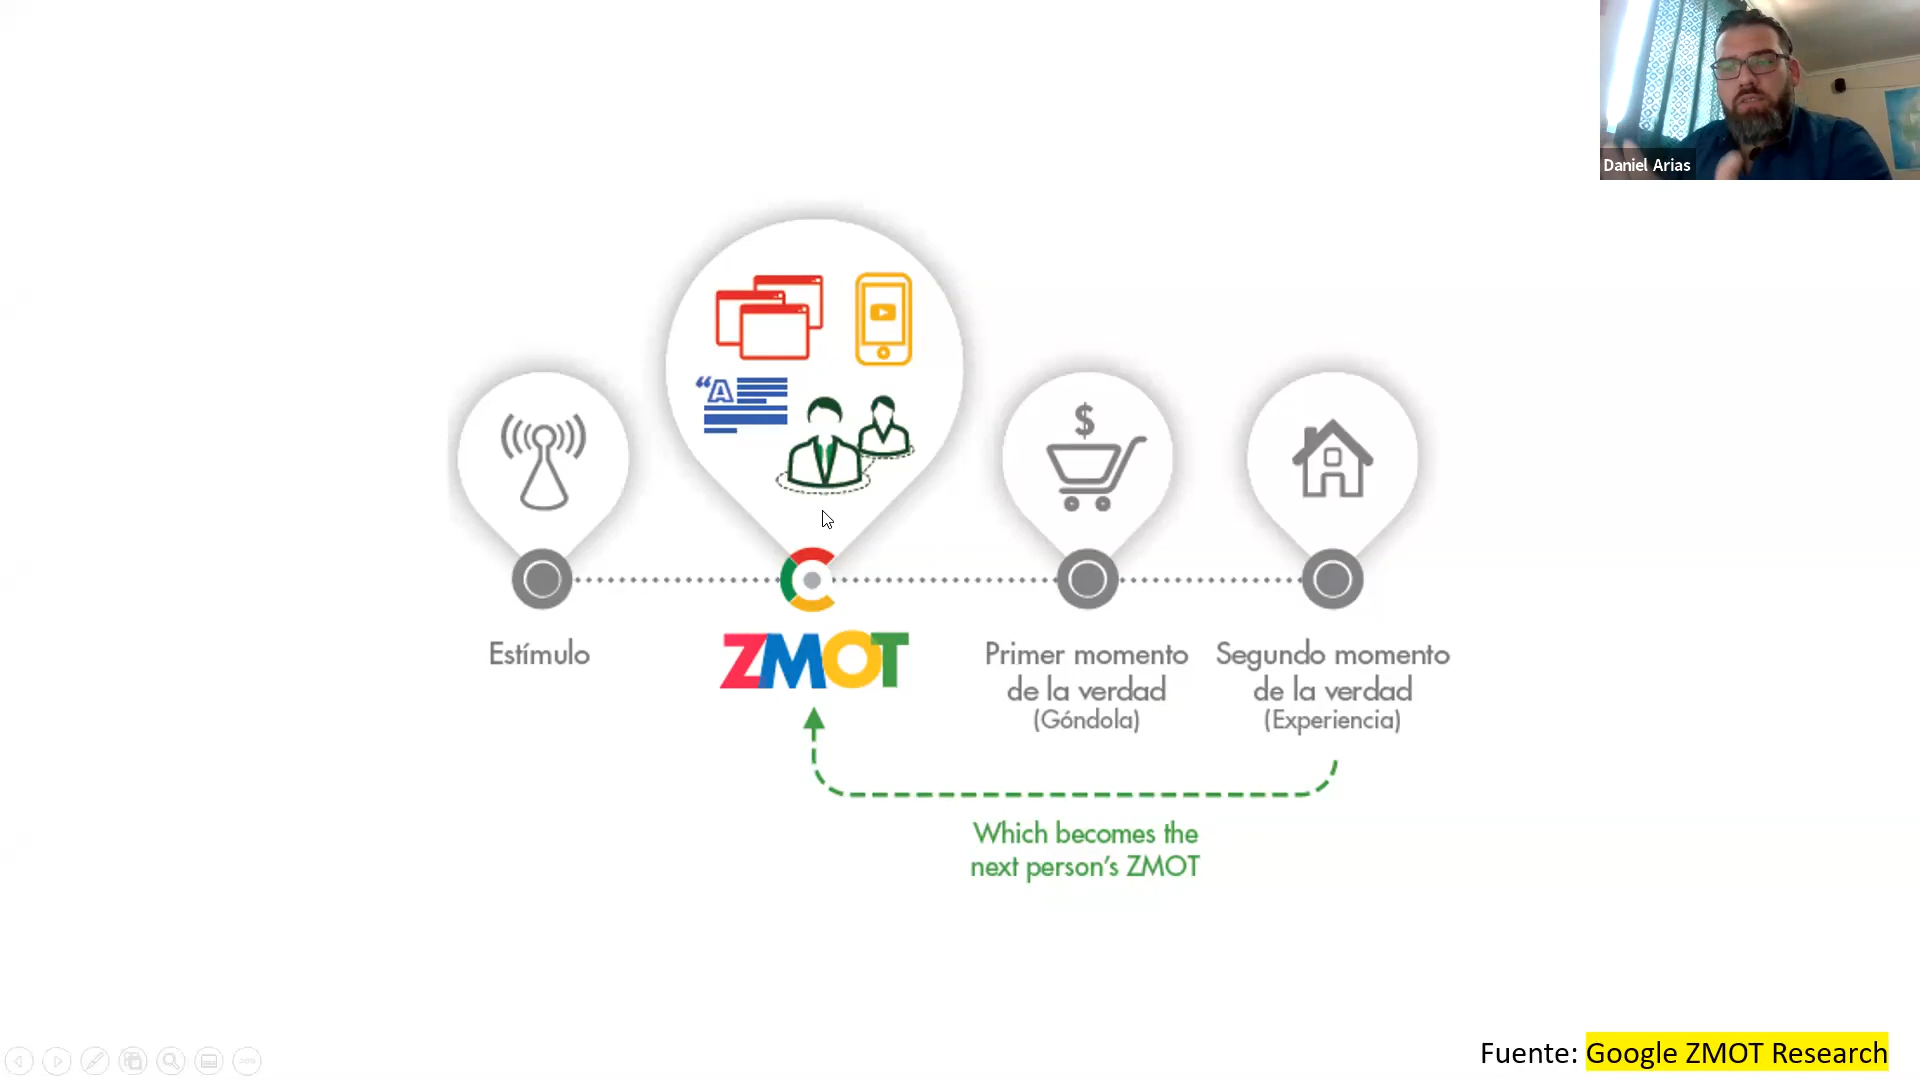 Daniel Arias
“A
Estímulo
ZMOT
Primer momento
de la verdad
(Góndola)
Segundo momento
de la verdad
(Experiencia)
Which becomes the
next person’s ZMOT
Fuente: Google ZMOT Research